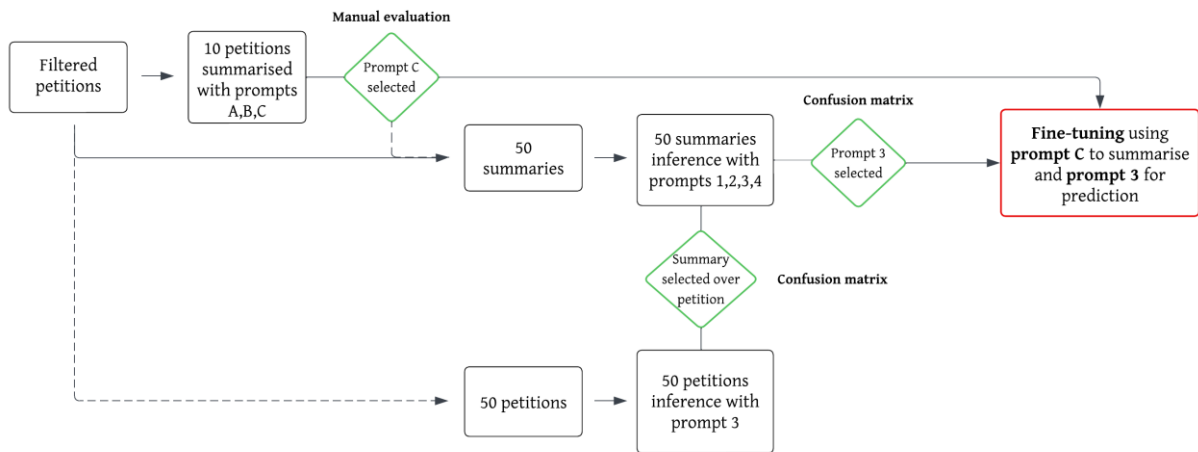 Manual evaluation
Filtered
petitions
10 petitions
summarised
with prompts
A,B,C
Prompt C
selected
Confusion matrix
50
summaries
50 summaries
inference with
prompts 1,2,3,4
Prompt 3
selected
Fine-tuning using
prompt C to summarise
and prompt 3 for
prediction
Summary
selected over
petition
Confusion matrix
50 petitions
50 petitions
inference with
prompt 3